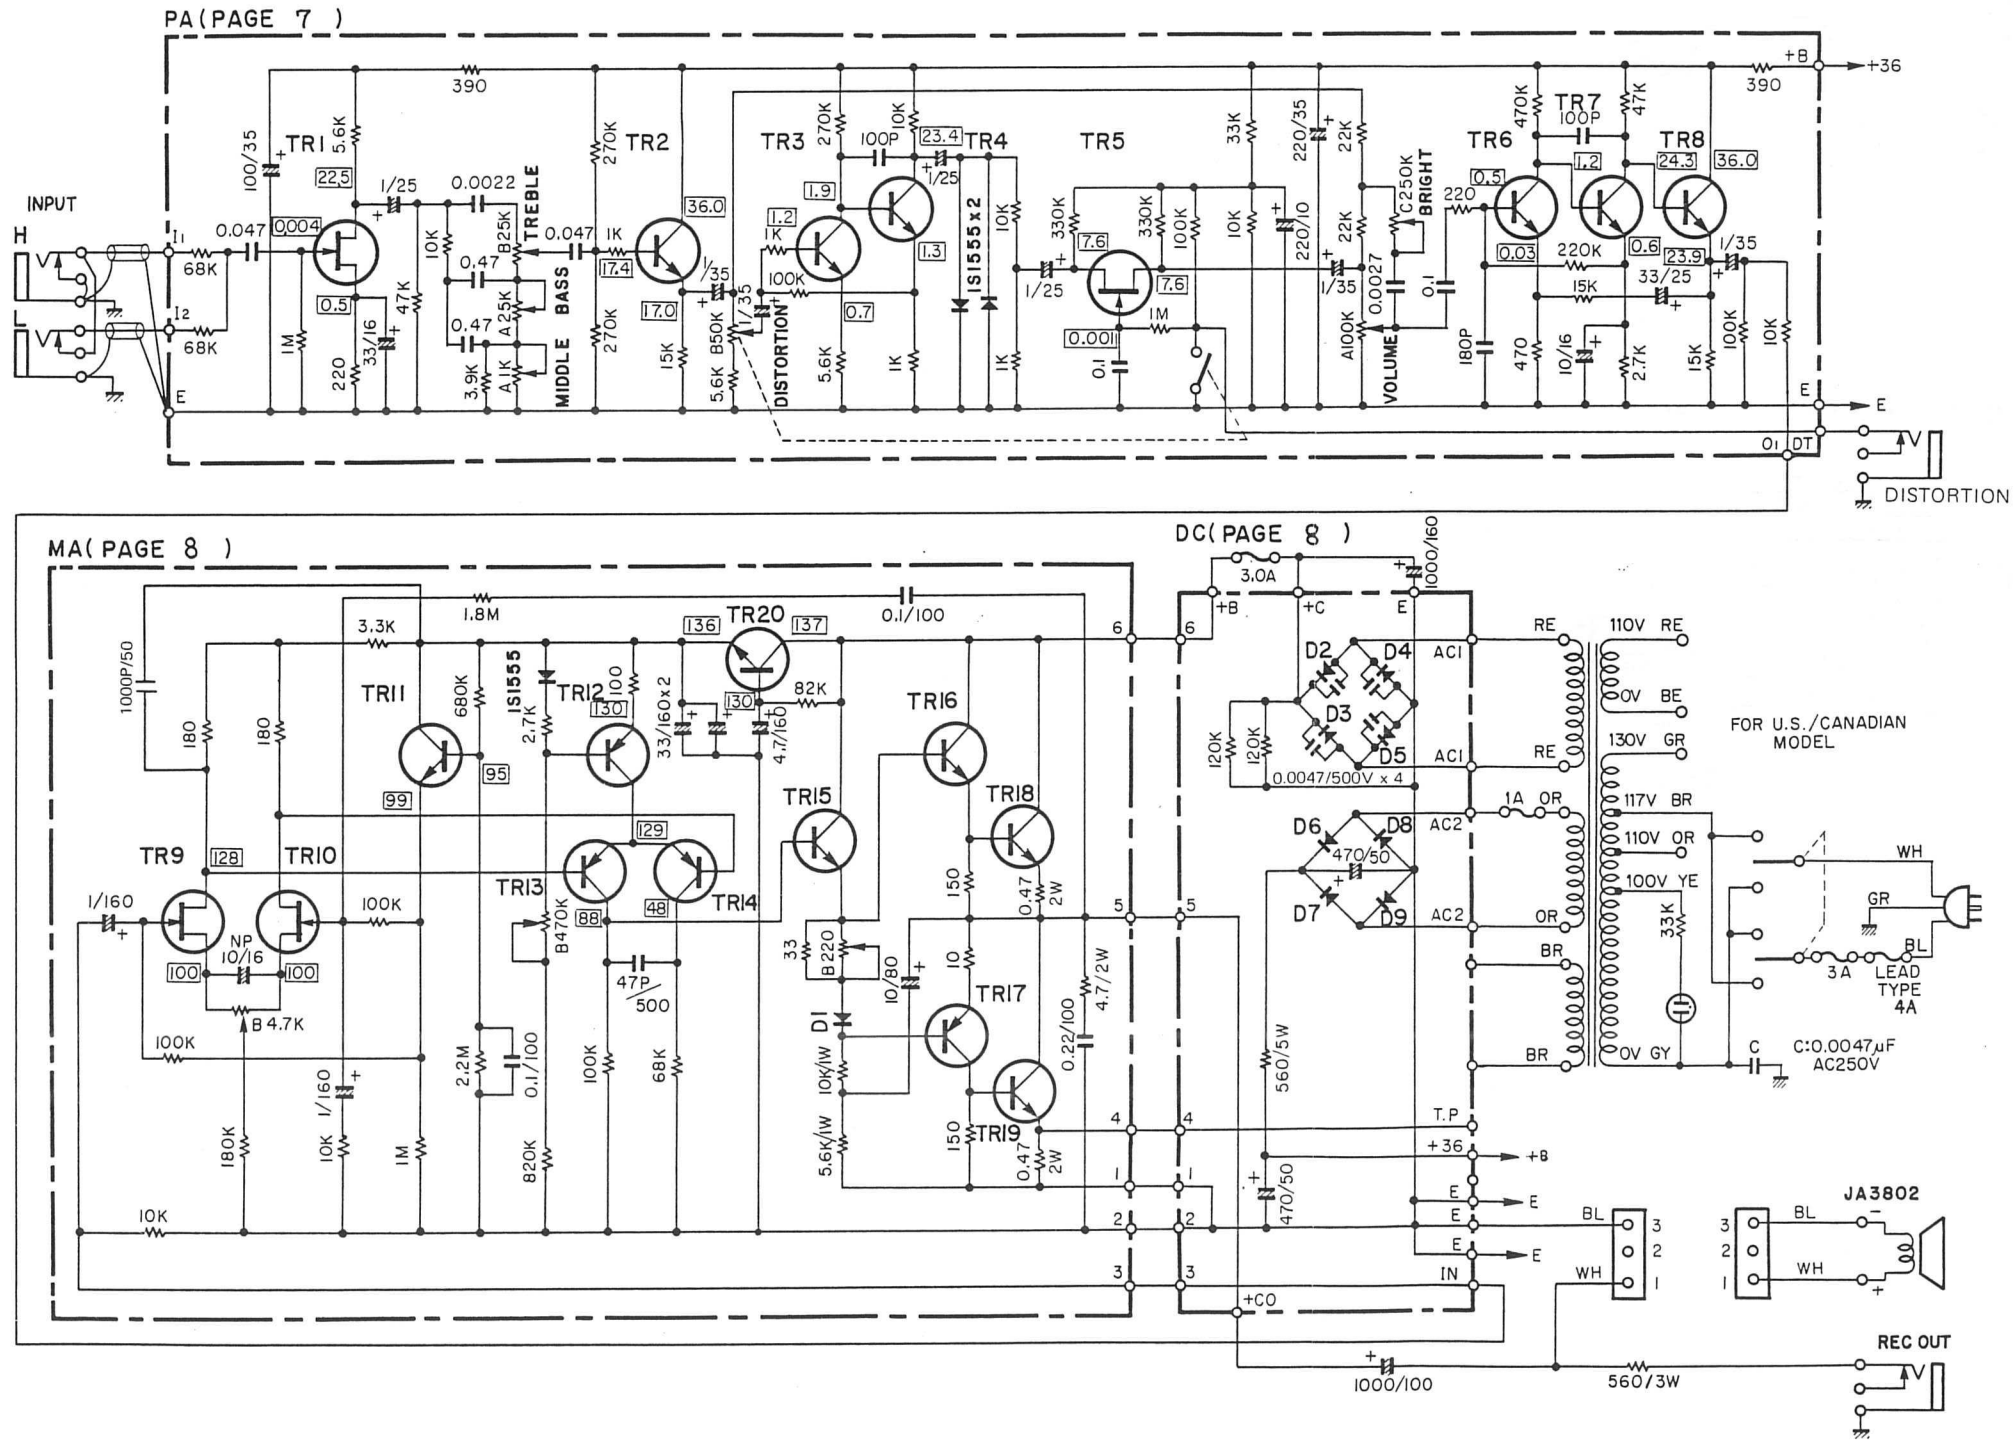 PA(PAGE 7 )
+B
+36
390
390
INPUT
H
L
I1
I2
E
68K
68K
0.047
0.004
1M
100/35
+
TR1
5.6K
22.5
1/25
+
0.5
220
33/16
+
47K
10K
0.0022
0.47
0.47
3.9K
B25K
A25K
A1K
TREBLE
MIDDLE BASS
0.047
270K
270K
1K
17.4
TR2
36.0
17.0
15K
1/35
+
B50K
5.6K
1/35
+
DISTORTION
TR3
1.2
1K
100K
270K
1.9
100P
10K
23.4
0.7
5.6K
TR4
1.3
1K
+
1/25
IS1555x2
10K
1K
1/25
+
330K
TR5
7.6
330K
7.6
100K
1M
0.001
0.1
33K
10K
+
220/10
220/35
+
22K
22K
+
1/35
A100K
VOLUME
C250K
BRIGHT
0.0027
0.1
220
180P
TR6
0.5
470K
0.03
470
TR7
100P
1.2
47K
220K
0.6
15K
33/25
+
10/16
+
2.7K
TR8
24.3
36.0
23.9
1/35
+
15K
100K
10K
E
E
O1
DT
DISTORTION
MA( PAGE 8 )
1000P/50
180
180
3.3K
1.8M
0.1/100
TR9
128
TR10
1/160
+
100
NP
10/16
100
B 4.7K
100K
100K
180K
1/160
+
10K
1M
10K
TR11
680K
95
99
2.2M
0.1/100
IS1555
2.7K
TR12
100
130
TR13
B470K
820K
129
88
48
TR14
47P/500
100K
68K
136
TR20
137
130
82K
33/160x2
+
+
4.7/160
+
TR15
33
B220
D1
10K/1W
5.6K/1W
10/80
+
TR16
TR18
150
0.47
2W
10
TR17
TR19
150
0.47
2W
0.22/100
4.7/2W
6
5
4
1
2
3
DC( PAGE 8 )
3.0A
1000/160
+
+B
+C
E
6
5
4
1
2
3
D2
D4
D3
D5
120K
120K
0.0047/500V x 4
AC1
AC1
D6
D8
470/50
+
D7
D9
AC2
AC2
560/5W
470/50
+
T.P
+36
+B
E
E
E
E
E
IN
+CO
RE
RE
1A
OR
OR
BR
BR
110V RE
0V BE
130V GR
117V BR
110V OR
100V YE
33K
0V GY
FOR U.S./CANADIAN
MODEL
WH
GR
BL
3A
LEAD
TYPE
4A
C
C:0.0047μF
AC250V
BL
WH
3
2
1
3
2
1
BL
WH
-
+
JA3802
+
1000/100
560/3W
REC OUT